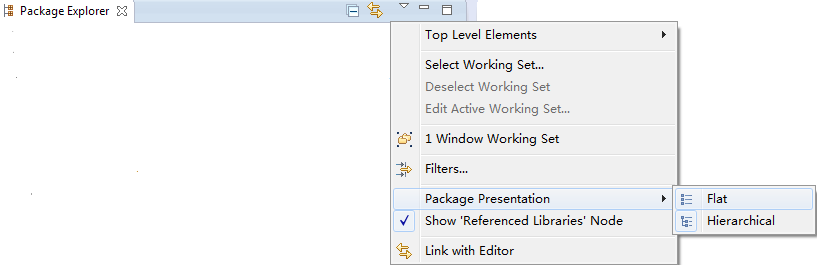 Package Explorer
Top Level Elements
Select Working Set...
Deselect Working Set
Edit Active Working Set...
1 Window Working Set
Filters...
Package Presentation
Flat
Show 'Referenced Libraries' Node
Hierarchical
Link with Editor